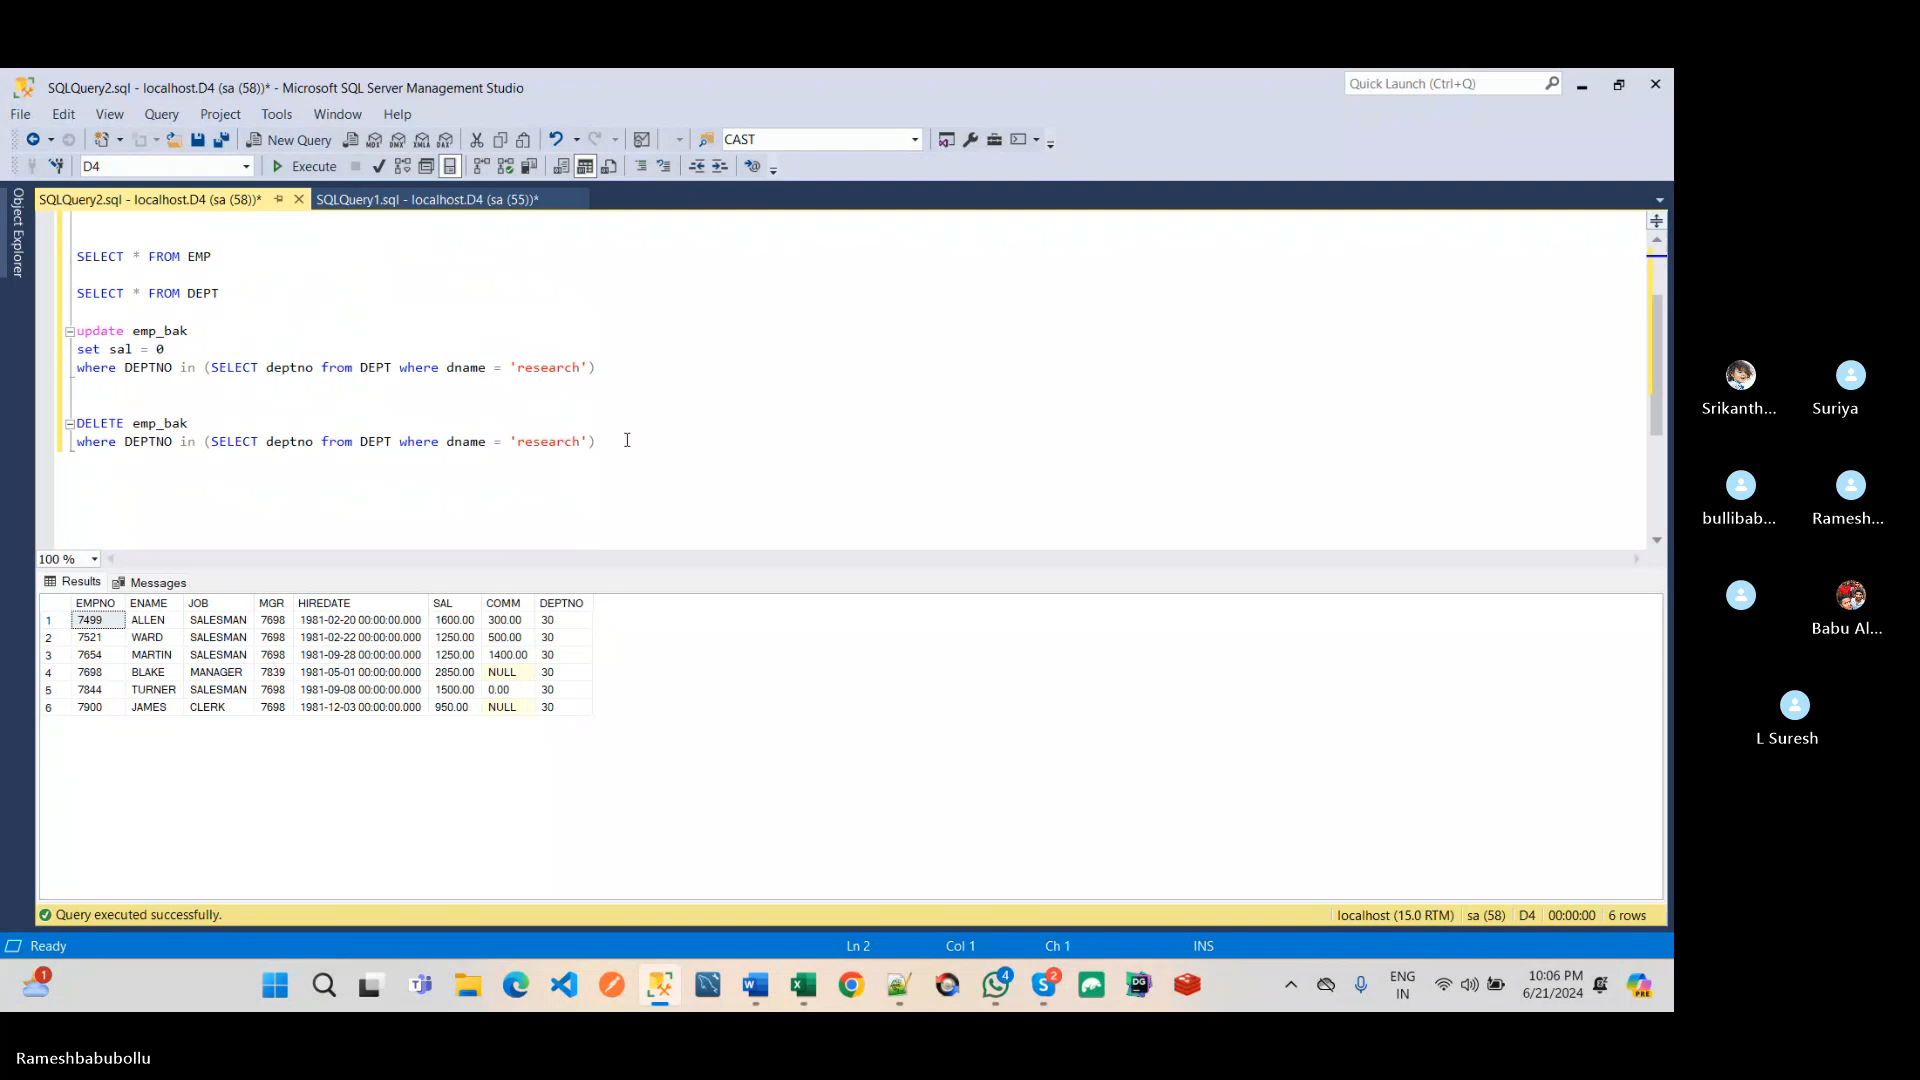 SQLQuery2.sql - localhost.D4 (sa (58))* - Microsoft SQL Server Management Studio
Quick Launch (Ctrl+Q)
File Edit View Query Project Tools Window Help
New Query
CAST
D4
Execute
SQLQuery2.sql - localhost.D4 (sa (58))*
SQLQuery1.sql - localhost.D4 (sa (55))*
Object Explorer
SELECT * FROM EMP
SELECT * FROM DEPT
update emp_bak
set sal = 0
where DEPTNO in (SELECT deptno from DEPT where dname = 'research')
DELETE emp_bak
where DEPTNO in (SELECT deptno from DEPT where dname = 'research')
100 %
Results Messages
EMPNO ENAME JOB MGR HIREDATE SAL COMM DEPTNO
1 7499 ALLEN SALESMAN 7698 1981-02-20 00:00:00.000 1600.00 300.00 30
2 7521 WARD SALESMAN 7698 1981-02-22 00:00:00.000 1250.00 500.00 30
3 7654 MARTIN SALESMAN 7698 1981-09-28 00:00:00.000 1250.00 1400.00 30
4 7698 BLAKE MANAGER 7839 1981-05-01 00:00:00.000 2850.00 NULL 30
5 7844 TURNER SALESMAN 7698 1981-09-08 00:00:00.000 1500.00 0.00 30
6 7900 JAMES CLERK 7698 1981-12-03 00:00:00.000 950.00 NULL 30
Query executed successfully.
localhost (15.0 RTM) sa (58) D4 00:00:00 6 rows
Ready
Ln 2 Col 1 Ch 1 INS
1
4
2
DG
PRE
ENG
IN
10:06 PM
6/21/2024
Srikanth...
Suriya
bullibab...
Ramesh...
Babu Al...
L Suresh
Rameshbabubollu